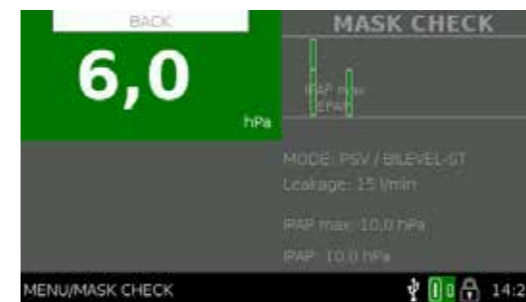 BACK
MASK CHECK
6,0
hPa
IPAP max
EPAP
MODE: PSV / BILEVEL-ST
Leakage: 15 l/min
IPAP max: 10,0 hPa
IPAP: 10,0 hPa
MENU/MASK CHECK
14:2